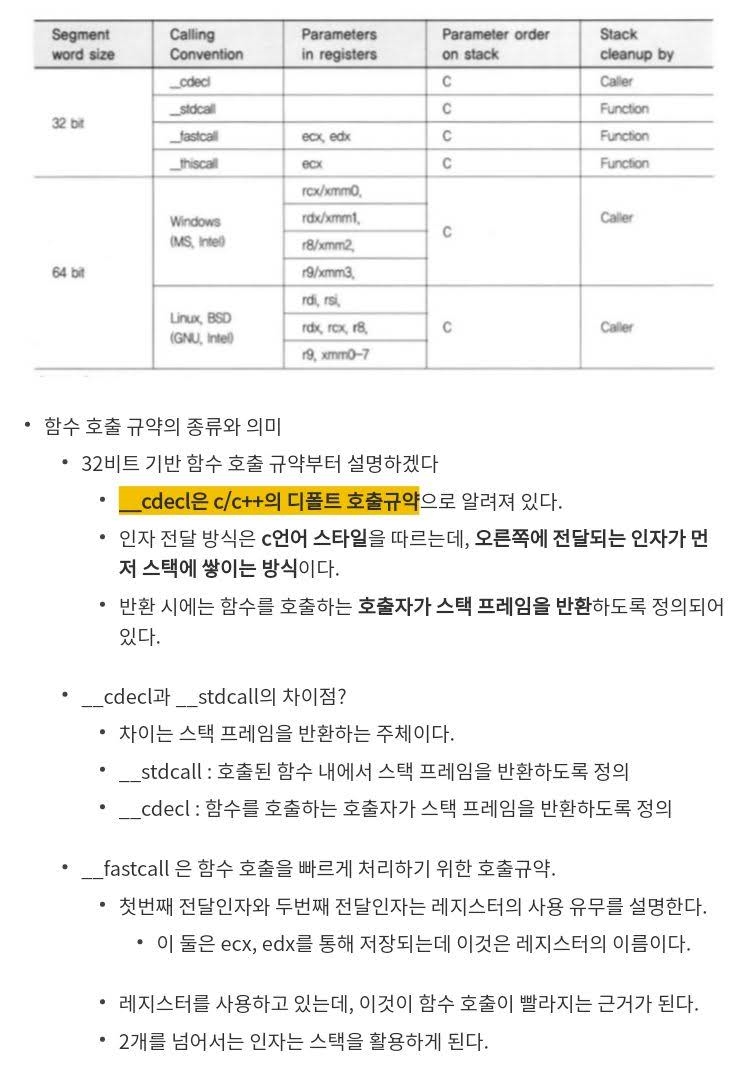 Segment word size
Calling Convention
Parameters in registers
Parameter order on stack
Stack cleanup by
32 bit
_cdecl
C
Caller
_stdcall
C
Function
_fastcall
ecx, edx
C
Function
_thiscall
ecx
C
Function
64 bit
Windows
(MS, Intel)
rcx/xmm0,
rdx/xmm1,
r8/xmm2,
r9/xmm3,
C
Caller
Linux, BSD
(GNU, Intel)
rdi, rsi,
rdx, rcx, r8,
r9, xmm0-7
C
Caller
• 함수 호출 규약의 종류와 의미
• 32비트 기반 함수 호출 규약부터 설명하겠다
• __cdecl은 c/c++의 디폴트 호출규약으로 알려져 있다.
• 인자 전달 방식은 c언어 스타일을 따르는데, 오른쪽에 전달되는 인자가 먼
저 스택에 쌓이는 방식이다.
• 반환 시에는 함수를 호출하는 호출자가 스택 프레임을 반환하도록 정의되어
있다.
• __cdecl과 __stdcall의 차이점?
• 차이는 스택 프레임을 반환하는 주체이다.
• __stdcall : 호출된 함수 내에서 스택 프레임을 반환하도록 정의
• __cdecl : 함수를 호출하는 호출자가 스택 프레임을 반환하도록 정의
• __fastcall 은 함수 호출을 빠르게 처리하기 위한 호출규약.
• 첫번째 전달인자와 두번째 전달인자는 레지스터의 사용 유무를 설명한다.
• 이 둘은 ecx, edx를 통해 저장되는데 이것은 레지스터의 이름이다.
• 레지스터를 사용하고 있는데, 이것이 함수 호출이 빨라지는 근거가 된다.
• 2개를 넘어서는 인자는 스택을 활용하게 된다.